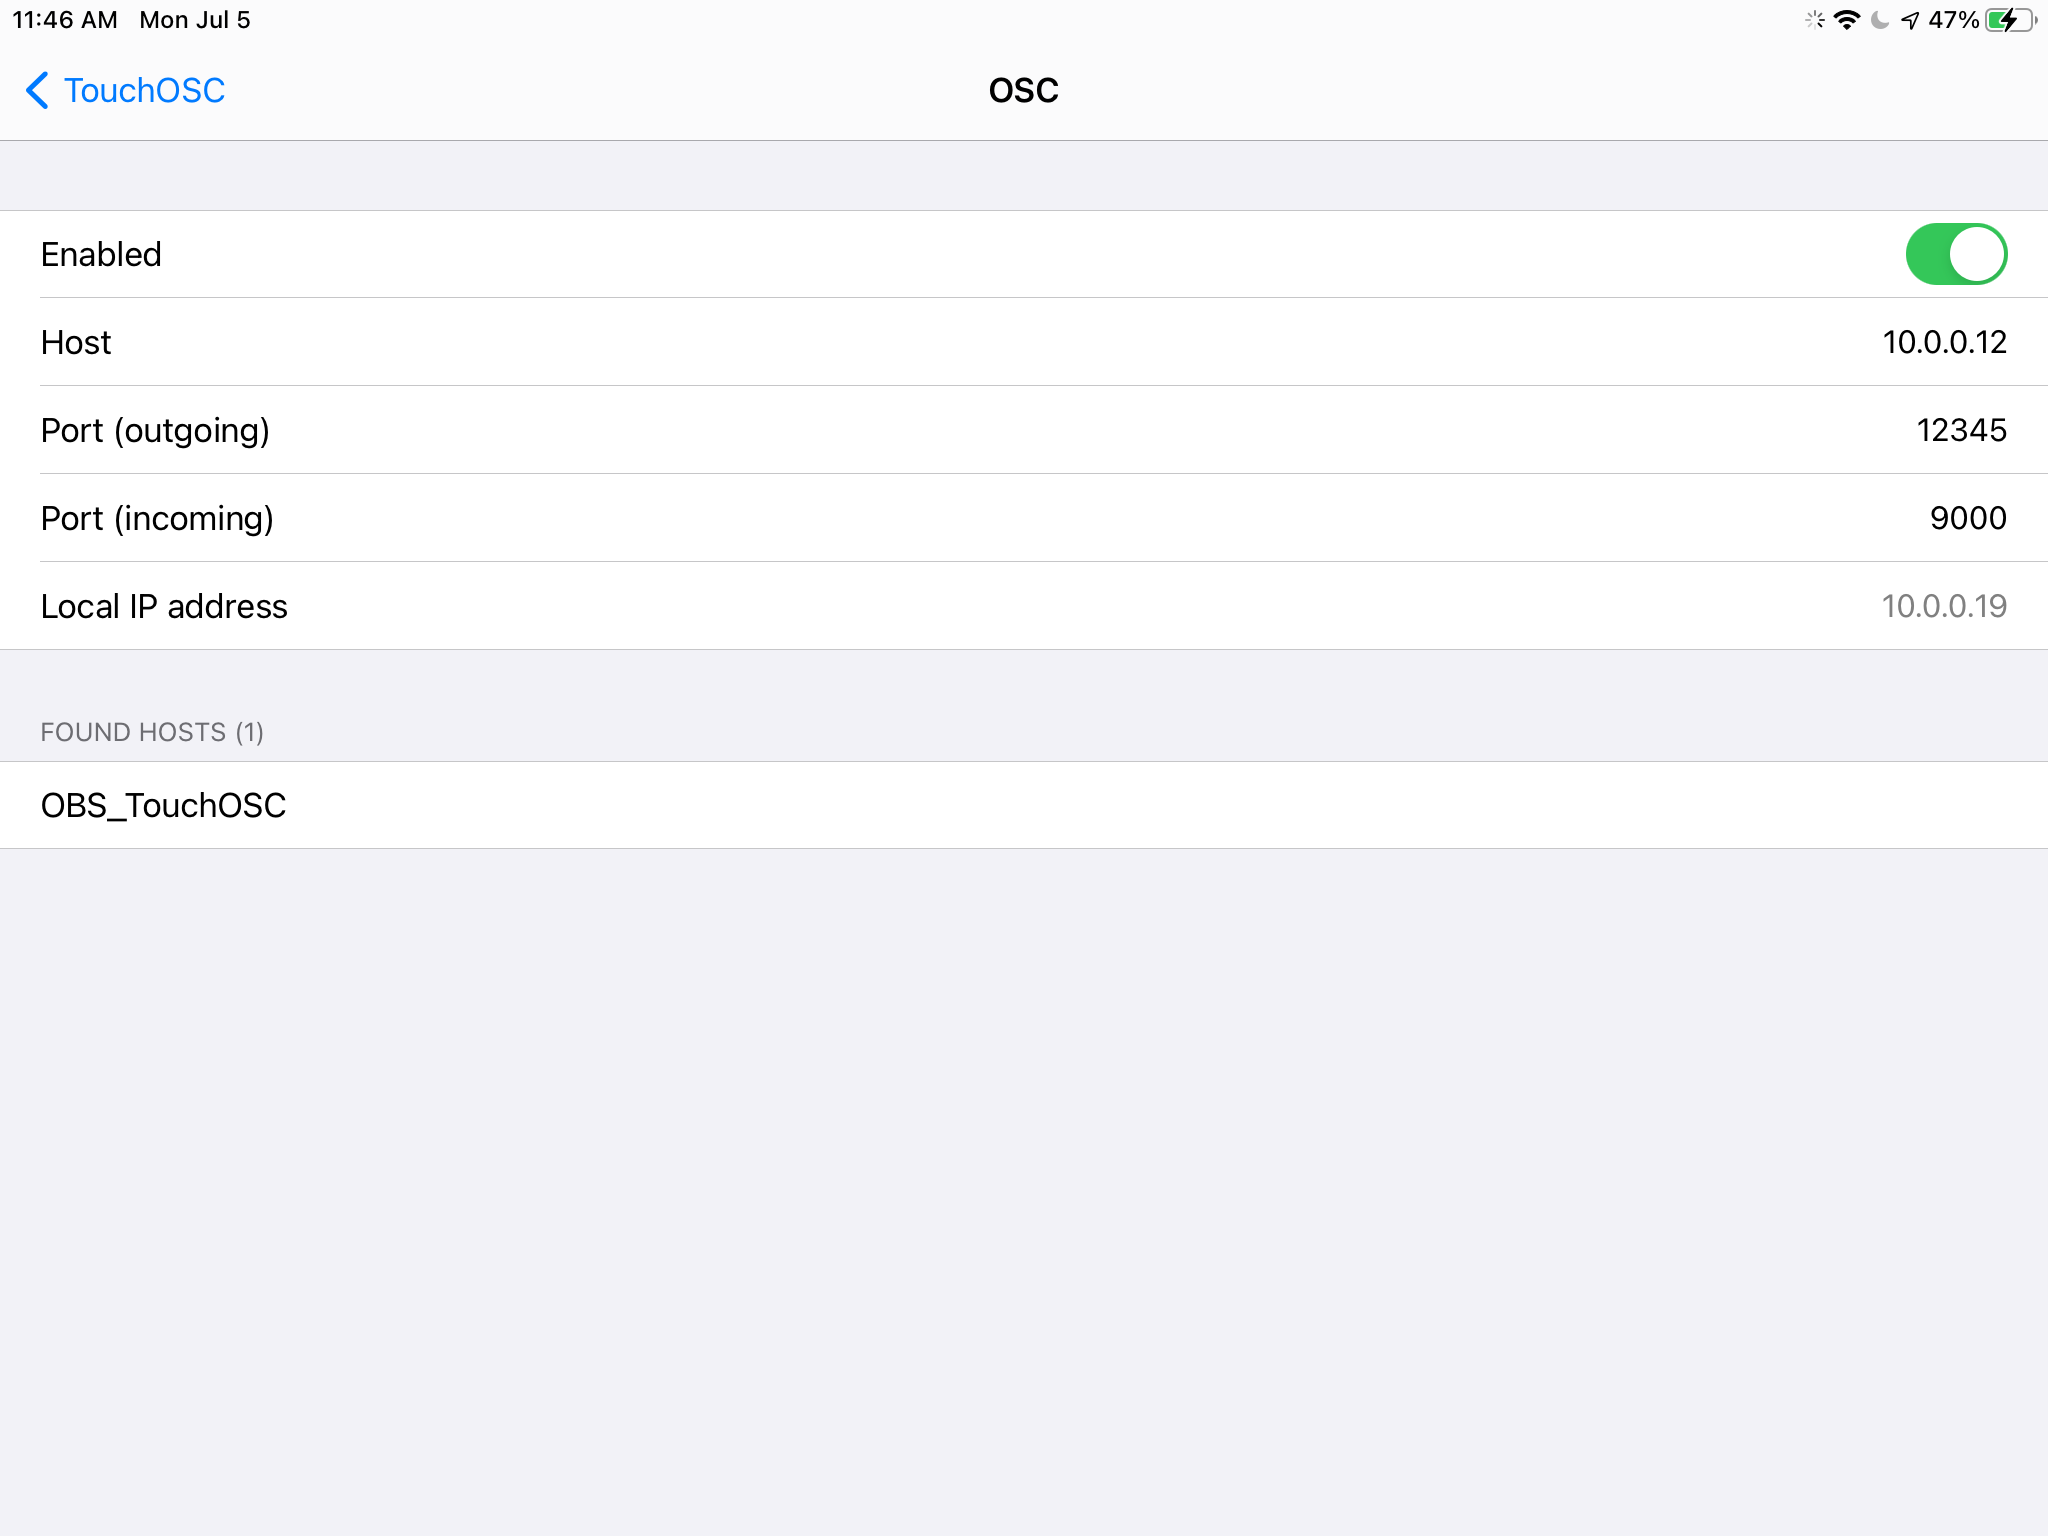 11:46 AM Mon Jul 5 47%
TouchOSC OSC
Enabled
Host 10.0.0.12
Port (outgoing) 12345
Port (incoming) 9000
Local IP address 10.0.0.19
FOUND HOSTS (1)
OBS_TouchOSC